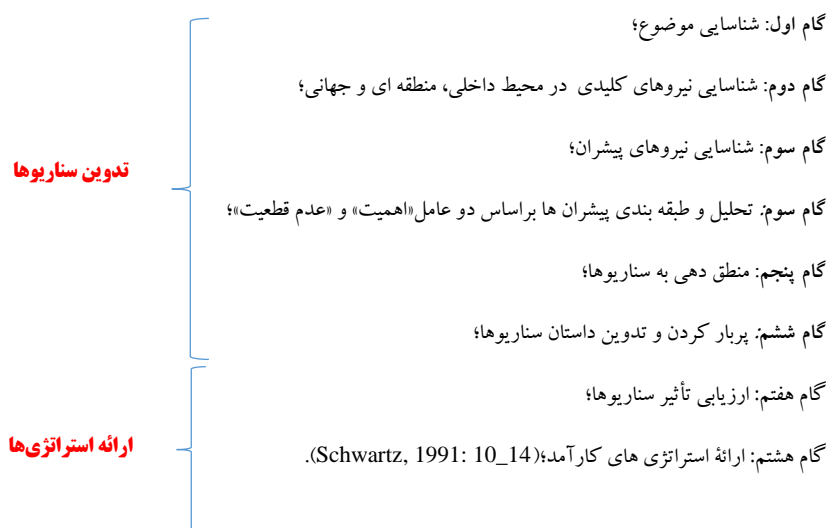 گام اول: شناسایی موضوع؛
گام دوم: شناسایی نیروهای کلیدی در محیط داخلی، منطقه ای و جهانی؛
گام سوم: شناسایی نیروهای پیشران؛
تدوین سناریوها
گام سوم: تحلیل و طبقه بندی پیشران ها براساس دو عامل«اهمیت» و «عدم قطعیت»؛
گام پنجم: منطق دهی به سناریوها؛
گام ششم: پربار کردن و تدوین داستان سناریوها؛
گام هفتم: ارزیابی تأثیر سناریوها؛
گام هشتم: ارائۀ استراتژی های کارآمد؛(Schwartz, 1991: 10_14).
ارائه استراتژی‌ها